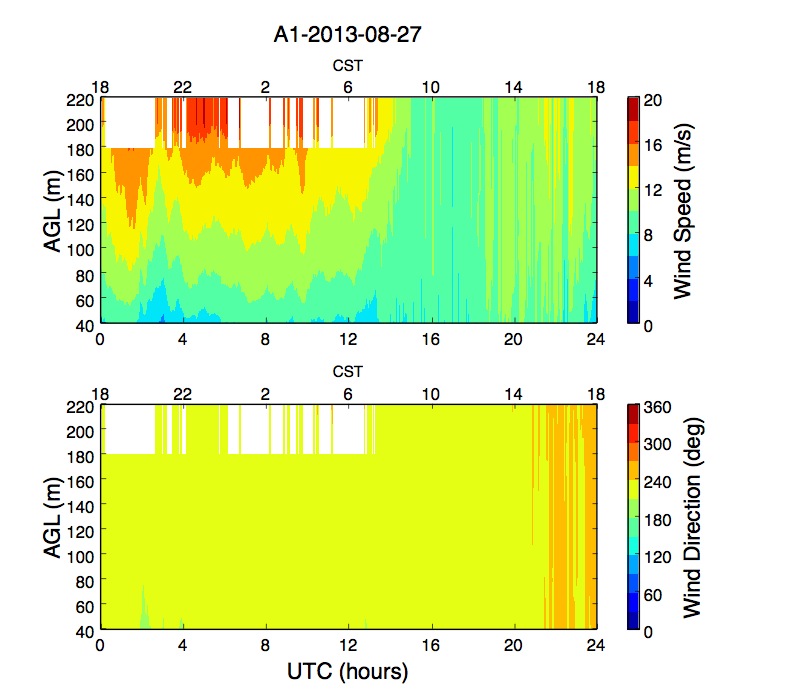 A1-2013-08-27
CST
18 22 2 6 10 14 18
220
200
180
160
140
120
100
80
60
40
AGL (m)
0 4 8 12 16 20 24
20
16
12
8
4
0
Wind Speed (m/s)
CST
18 22 2 6 10 14 18
220
200
180
160
140
120
100
80
60
40
AGL (m)
0 4 8 12 16 20 24
UTC (hours)
360
300
240
180
120
60
0
Wind Direction (deg)